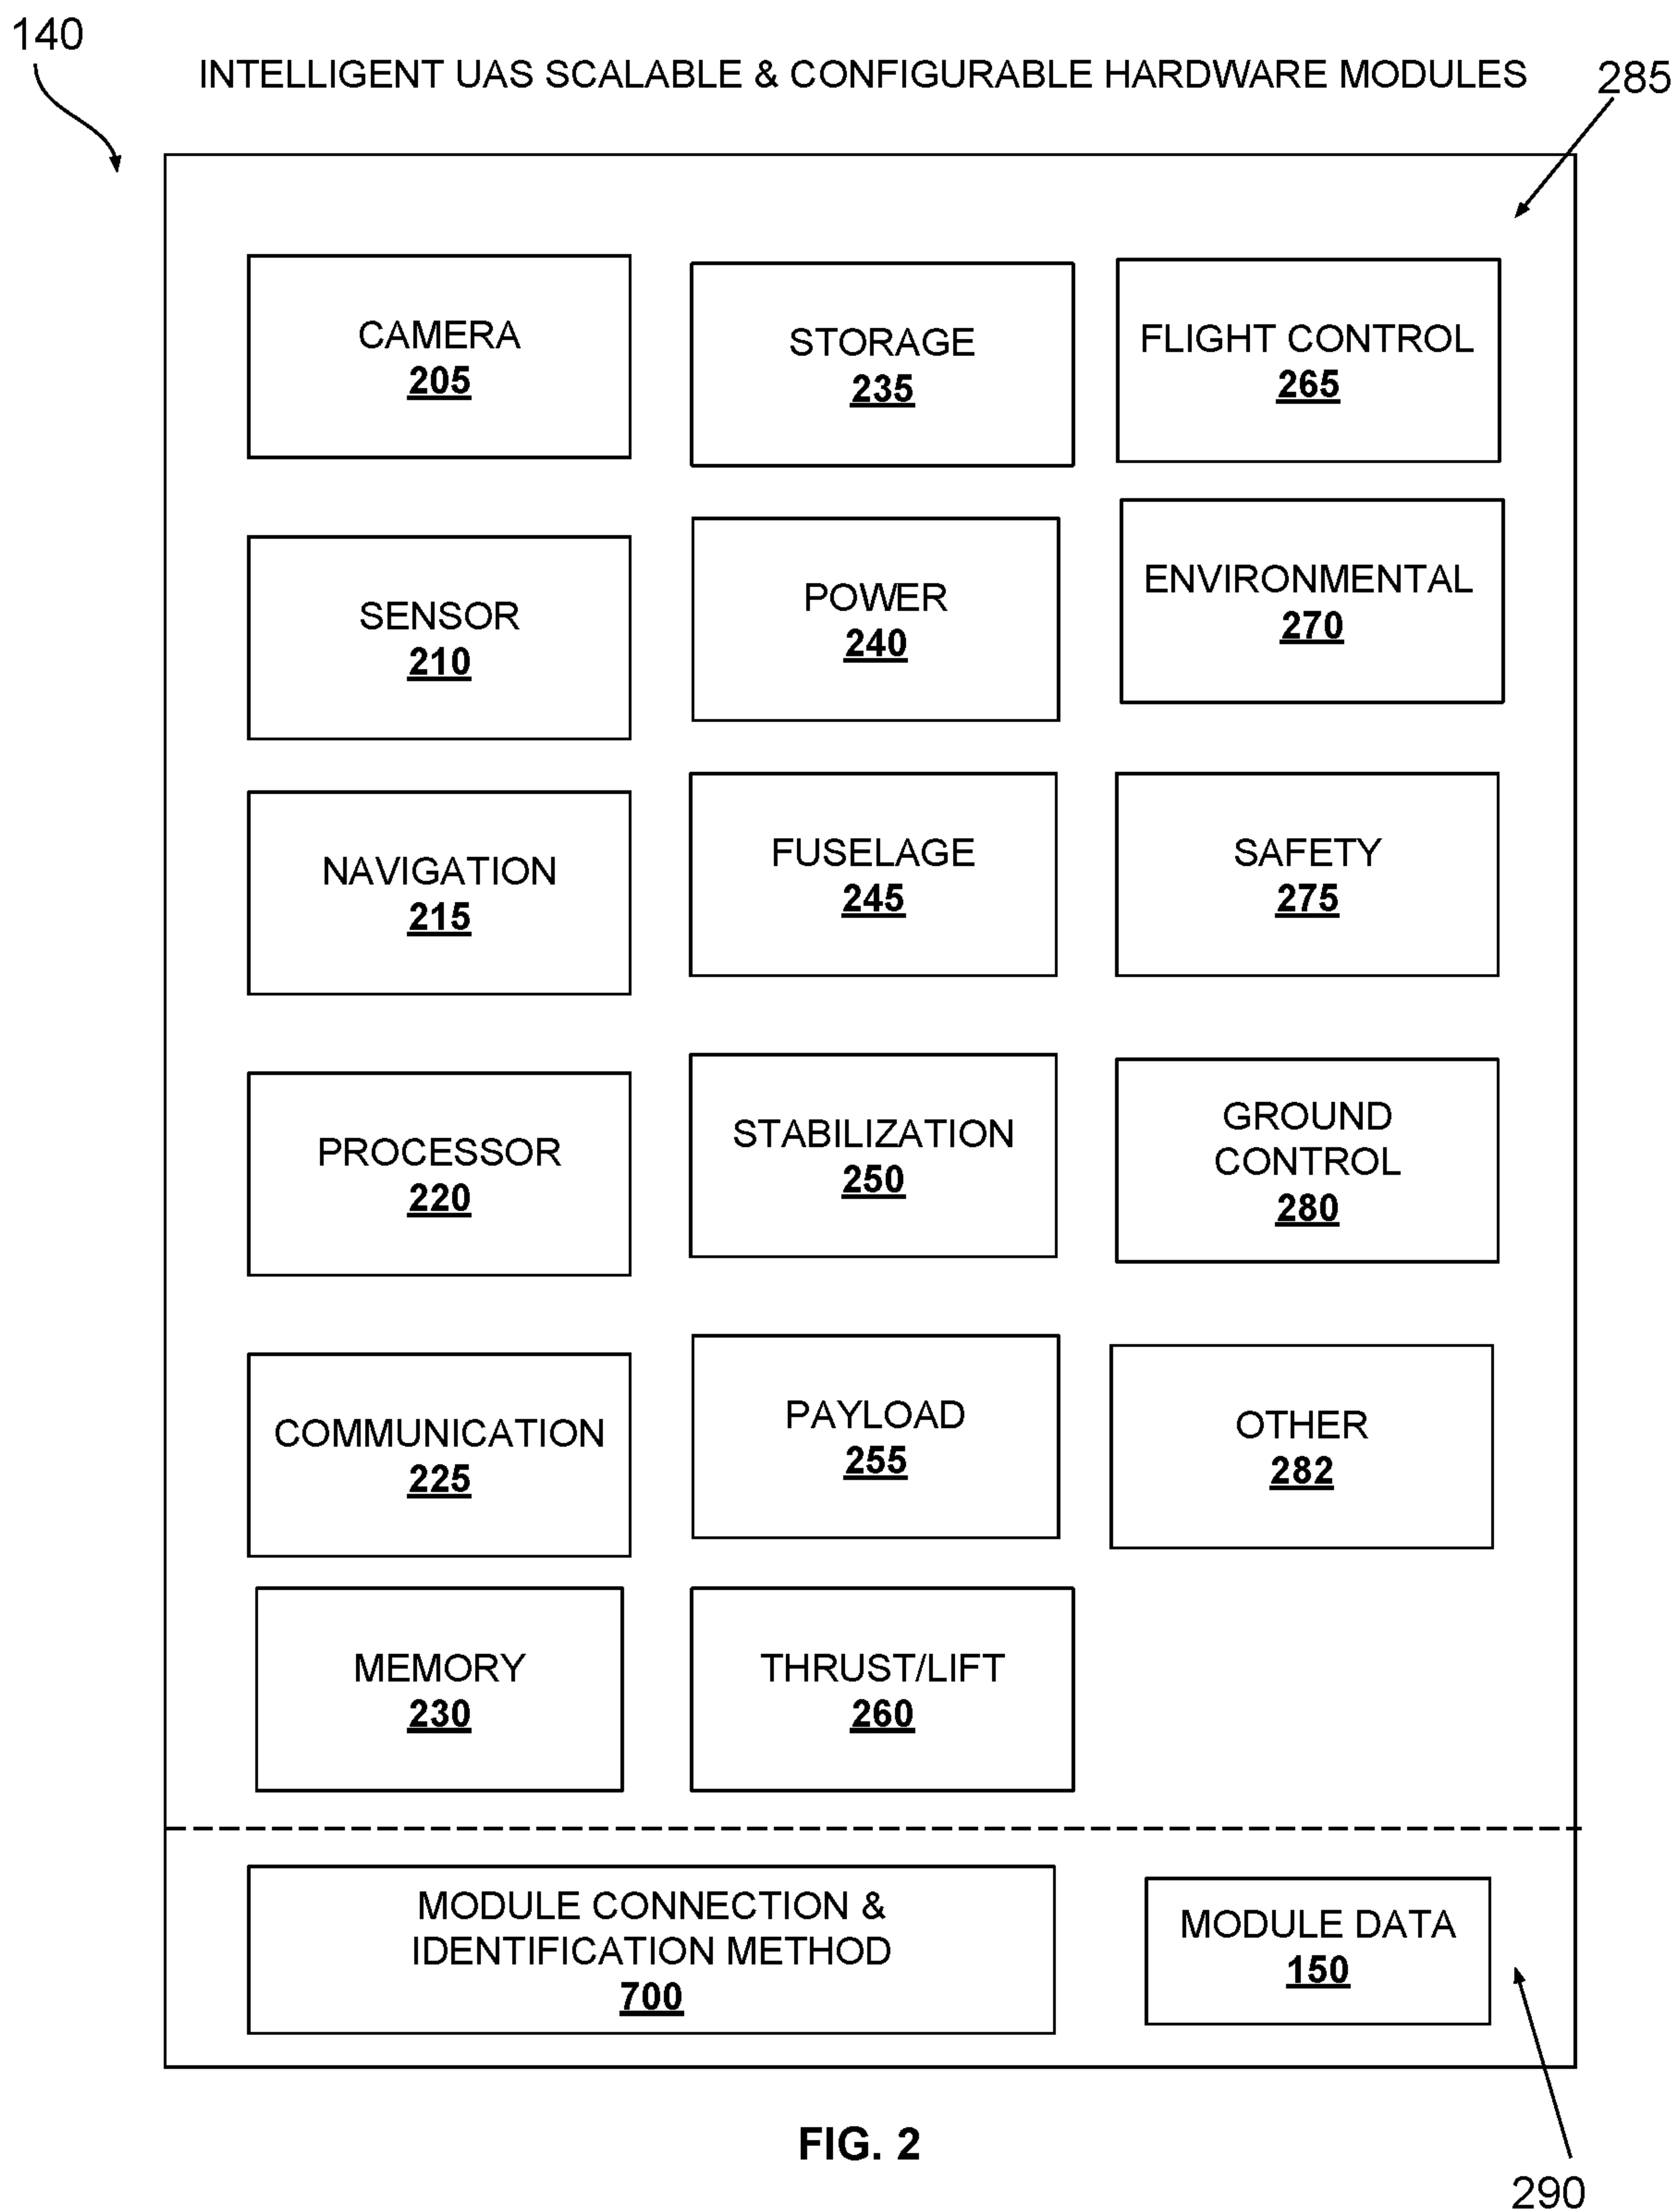 140
INTELLIGENT UAS SCALABLE & CONFIGURABLE HARDWARE MODULES
285
CAMERA
205
STORAGE
235
FLIGHT CONTROL
265
SENSOR
210
POWER
240
ENVIRONMENTAL
270
NAVIGATION
215
FUSELAGE
245
SAFETY
275
PROCESSOR
220
STABILIZATION
250
GROUND
CONTROL
280
COMMUNICATION
225
PAYLOAD
255
OTHER
282
MEMORY
230
THRUST/LIFT
260
MODULE CONNECTION &
IDENTIFICATION METHOD
700
MODULE DATA
150
FIG. 2
290